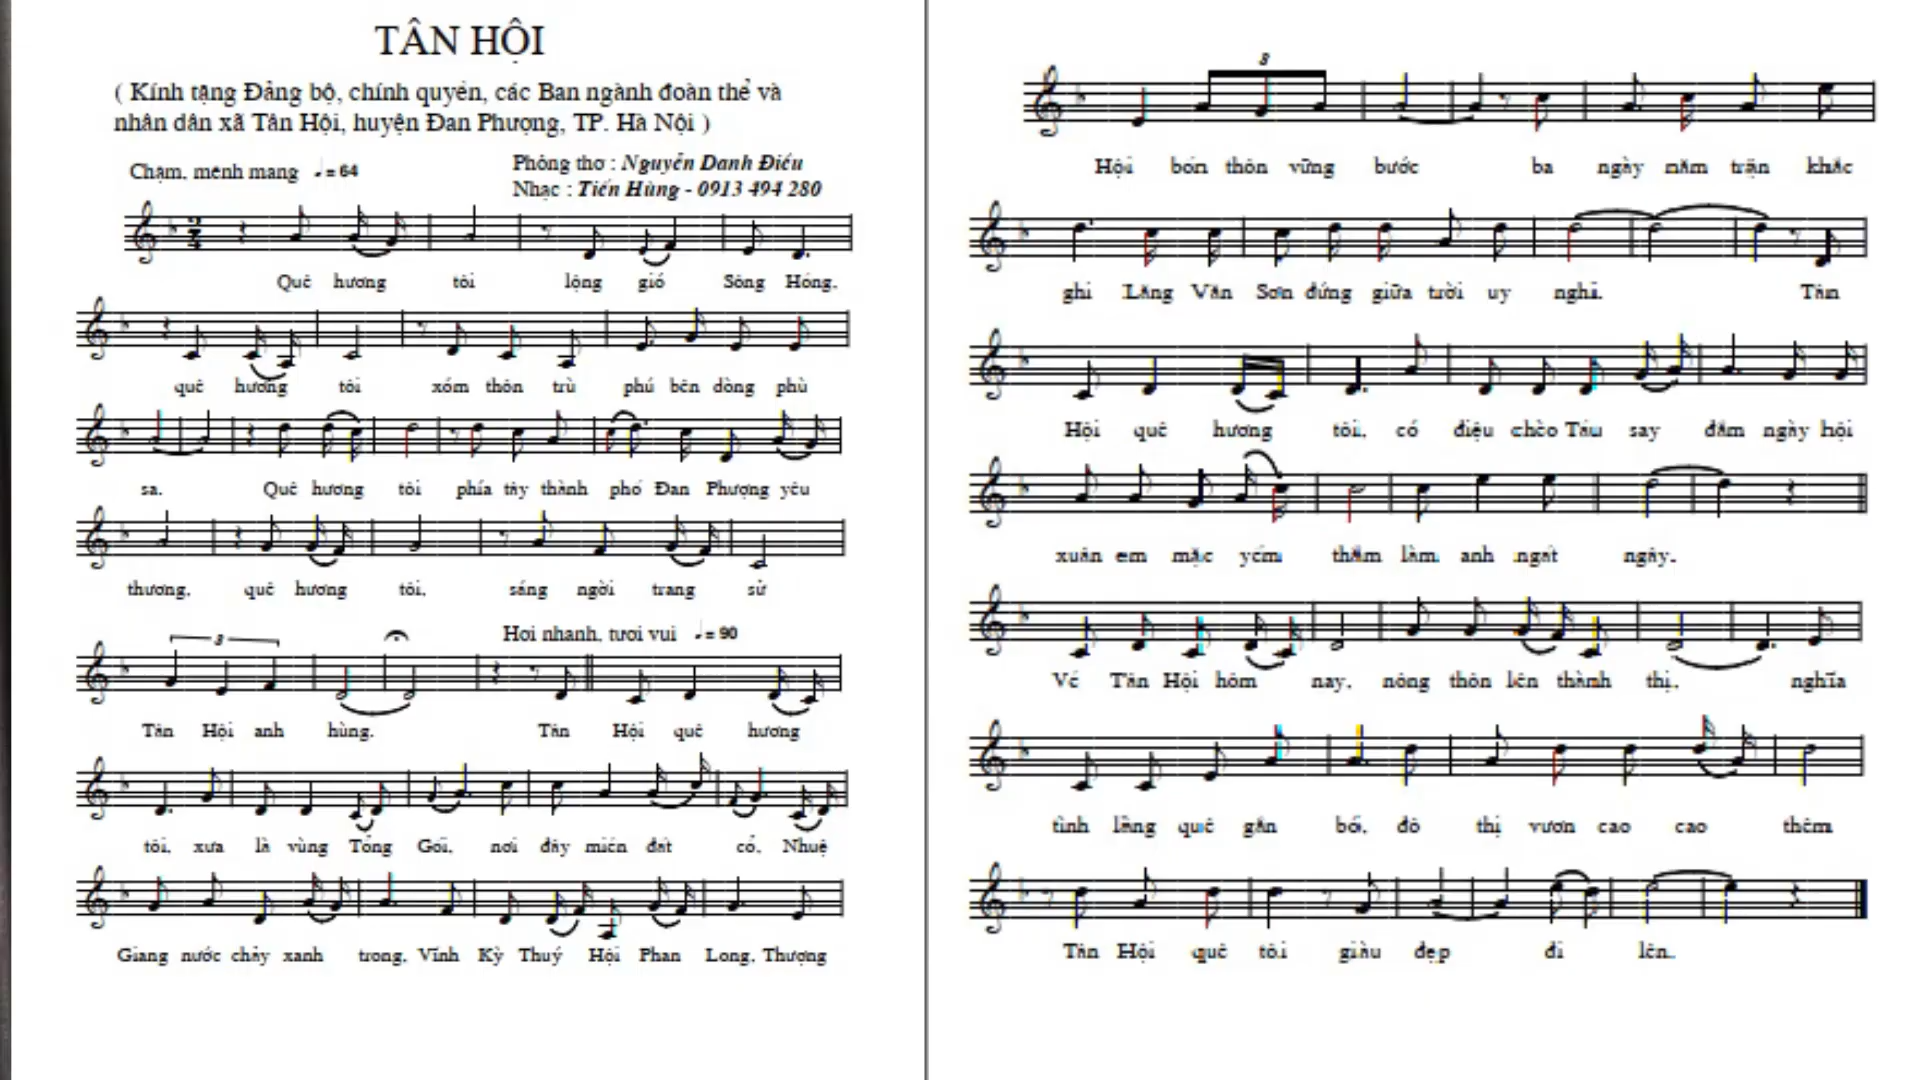 TÂN HỘI
( Kính tặng Đảng bộ, chính quyền, các Ban ngành đoàn thể và
nhân dân xã Tân Hội, huyện Đan Phượng, TP. Hà Nội )
Chậm, mênh mang ♩ = 64
Phỏng thơ : Nguyễn Danh Điều
Nhạc : Tiến Hùng - 0913 494 280
Quê hương tôi lộng gió Sông Hồng,
quê hương tôi xóm thôn trù phú bên dòng phù
sa. Quê hương tôi phía tây thành phố Đan Phượng yêu
thương, quê hương tôi, sáng ngời trang sử
3
Hơi nhanh, tươi vui ♩ = 90
Tân Hội anh hùng. Tân Hội quê hương
tôi, xưa là vùng Tổng Gối, nơi đây miền đất cổ, Nhuệ
Giang nước chảy xanh trong, Vĩnh Kỳ Thuý Hội Phan Long, Thượng
3
Hội bốn thôn vững bước ba ngày năm trận khắc
ghi Lăng Văn Sơn đứng giữa trời uy nghi. Tân
Hội quê hương tôi, có điệu chèo Tàu say đắm ngày hội
xuân em mặc yếm thắm làm anh ngất ngây.
Về Tân Hội hôm nay, nông thôn lên thành thị, nghĩa
tình làng quê gắn bó, đô thị vươn cao cao thêm
Tân Hội quê tôi giàu đẹp đi lên.